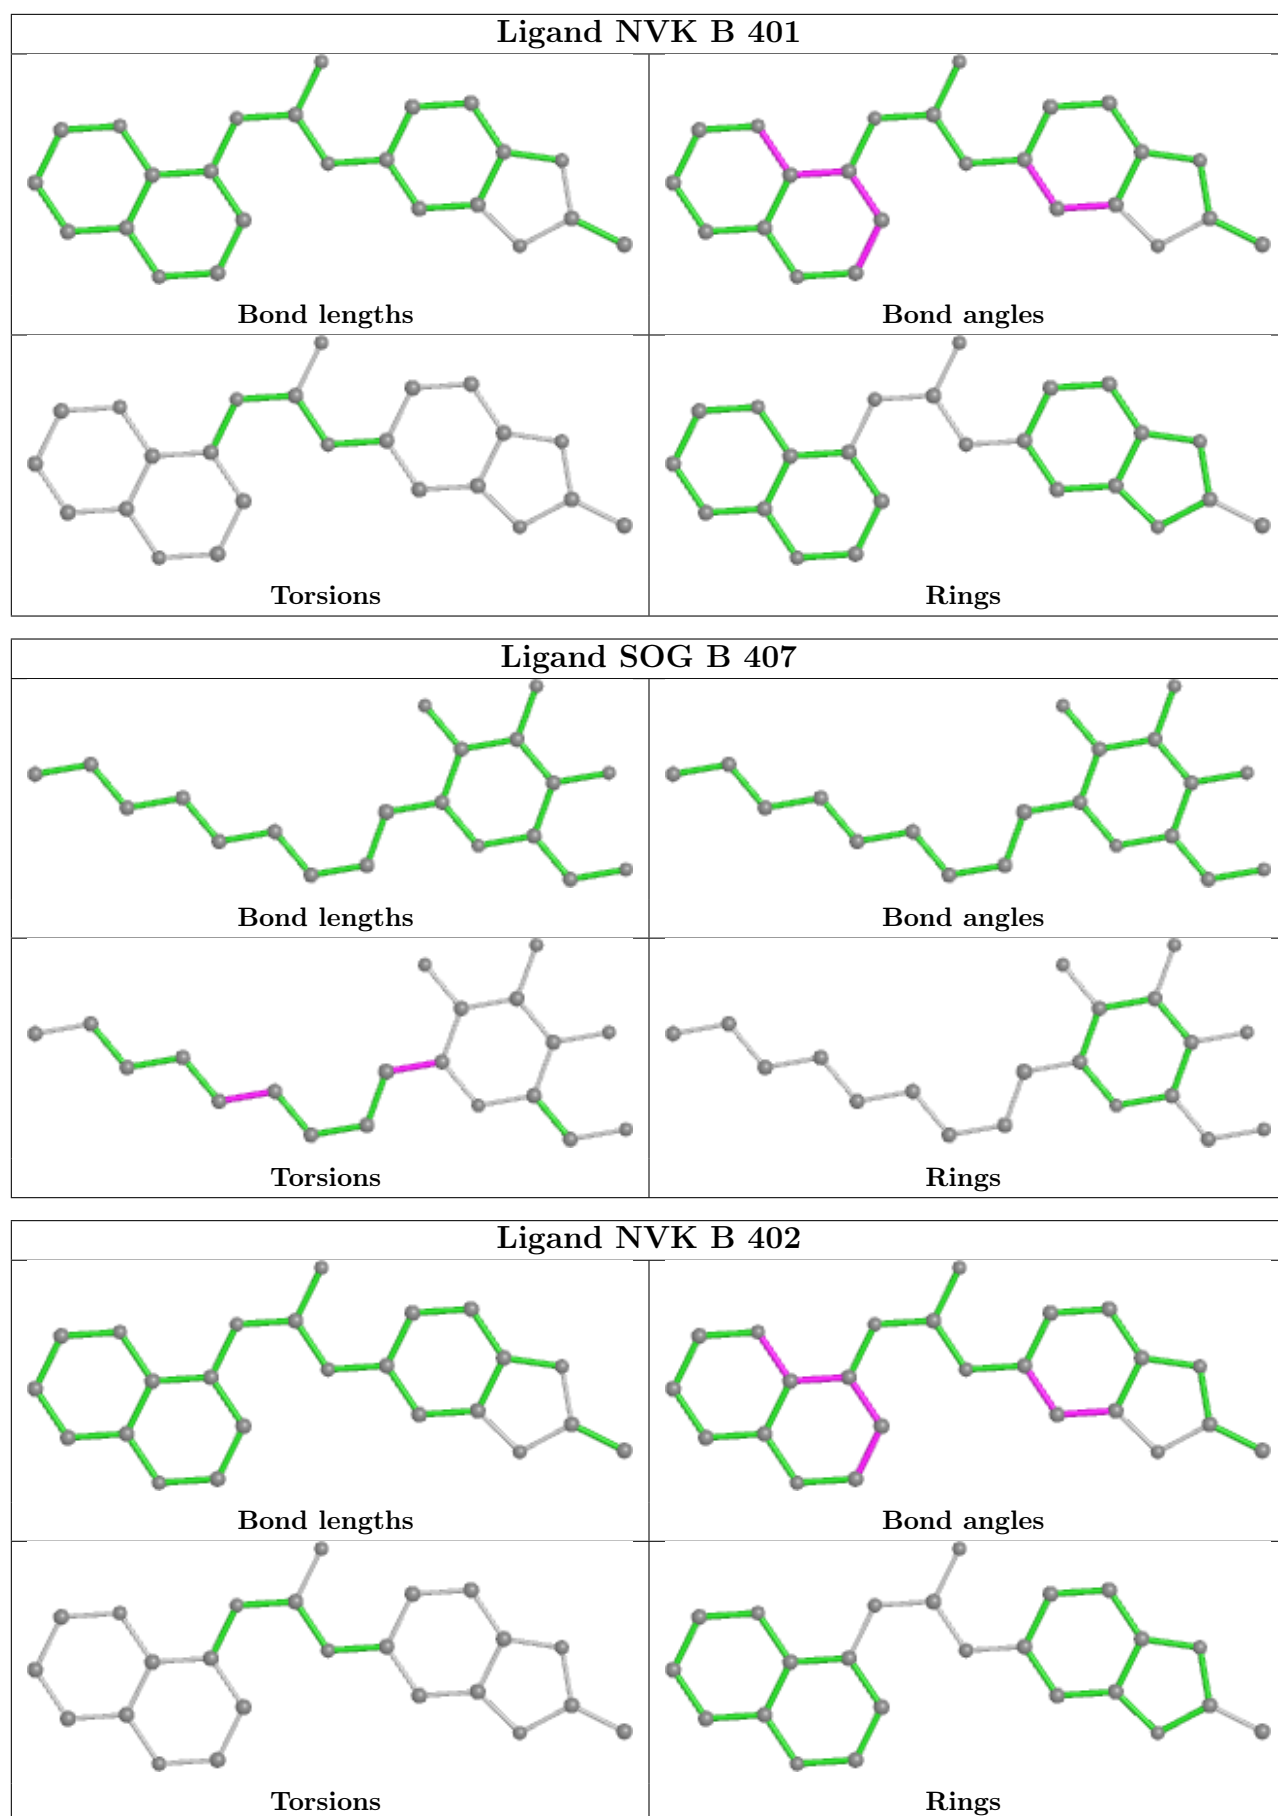 Ligand NVK B 401
Bond lengths
Bond angles
Torsions
Rings
Ligand SOG B 407
Bond lengths
Bond angles
Torsions
Rings
Ligand NVK B 402
Bond lengths
Bond angles
Torsions
Rings